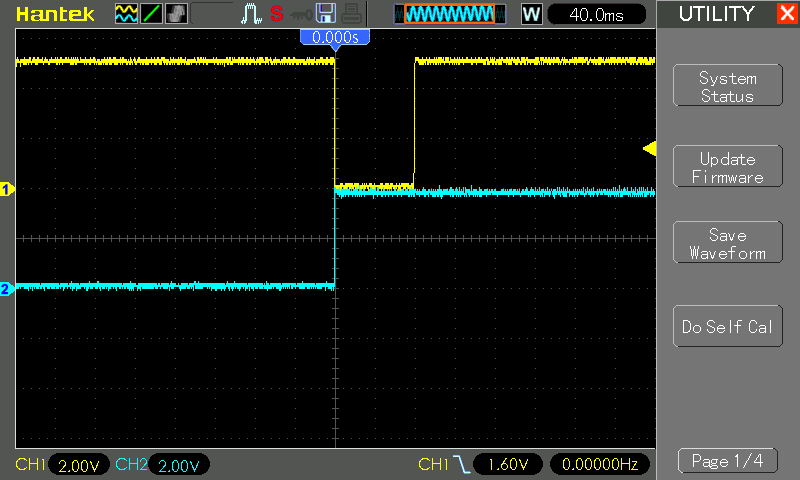 Hantek
S
W
40.0ms
UTILITY
X
0.000s
System
Status
Update
Firmware
Save
Waveform
Do Self Cal
Page 1/4
1
2
CH1 2.00V CH2 2.00V CH1 1.60V 0.00000Hz